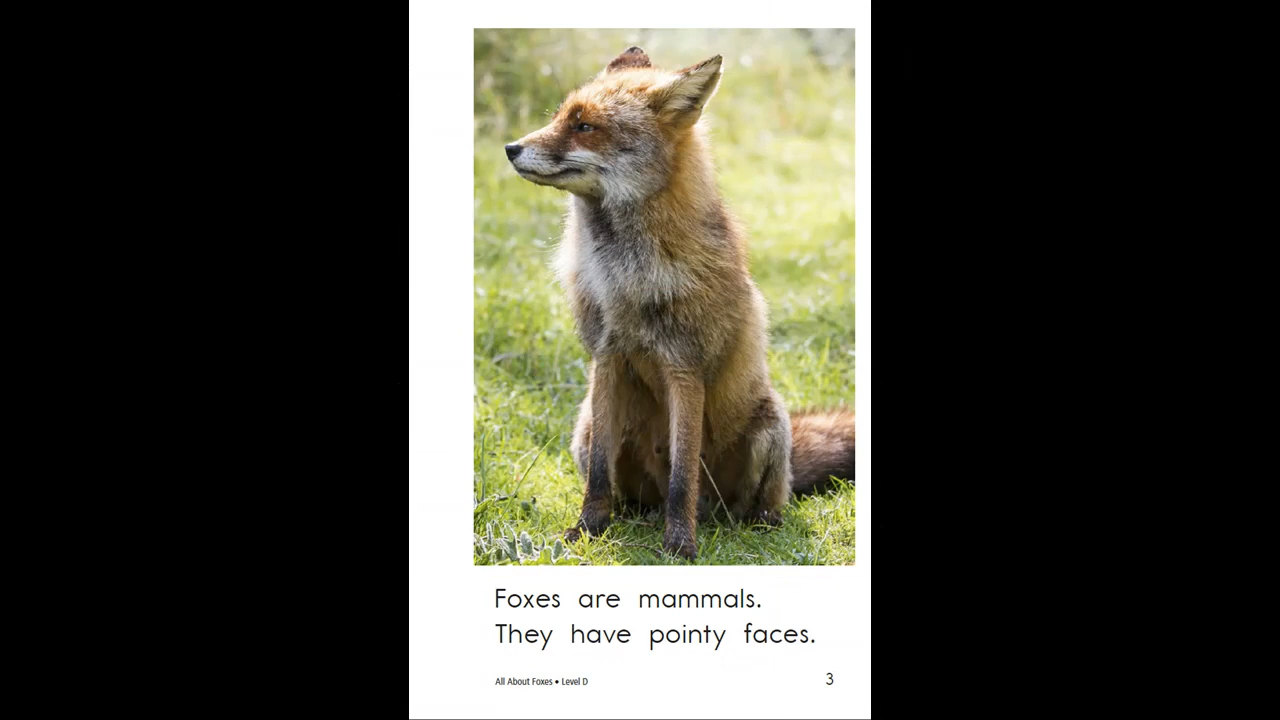 Foxes are mammals.
They have pointy faces.
All About Foxes • Level D
3